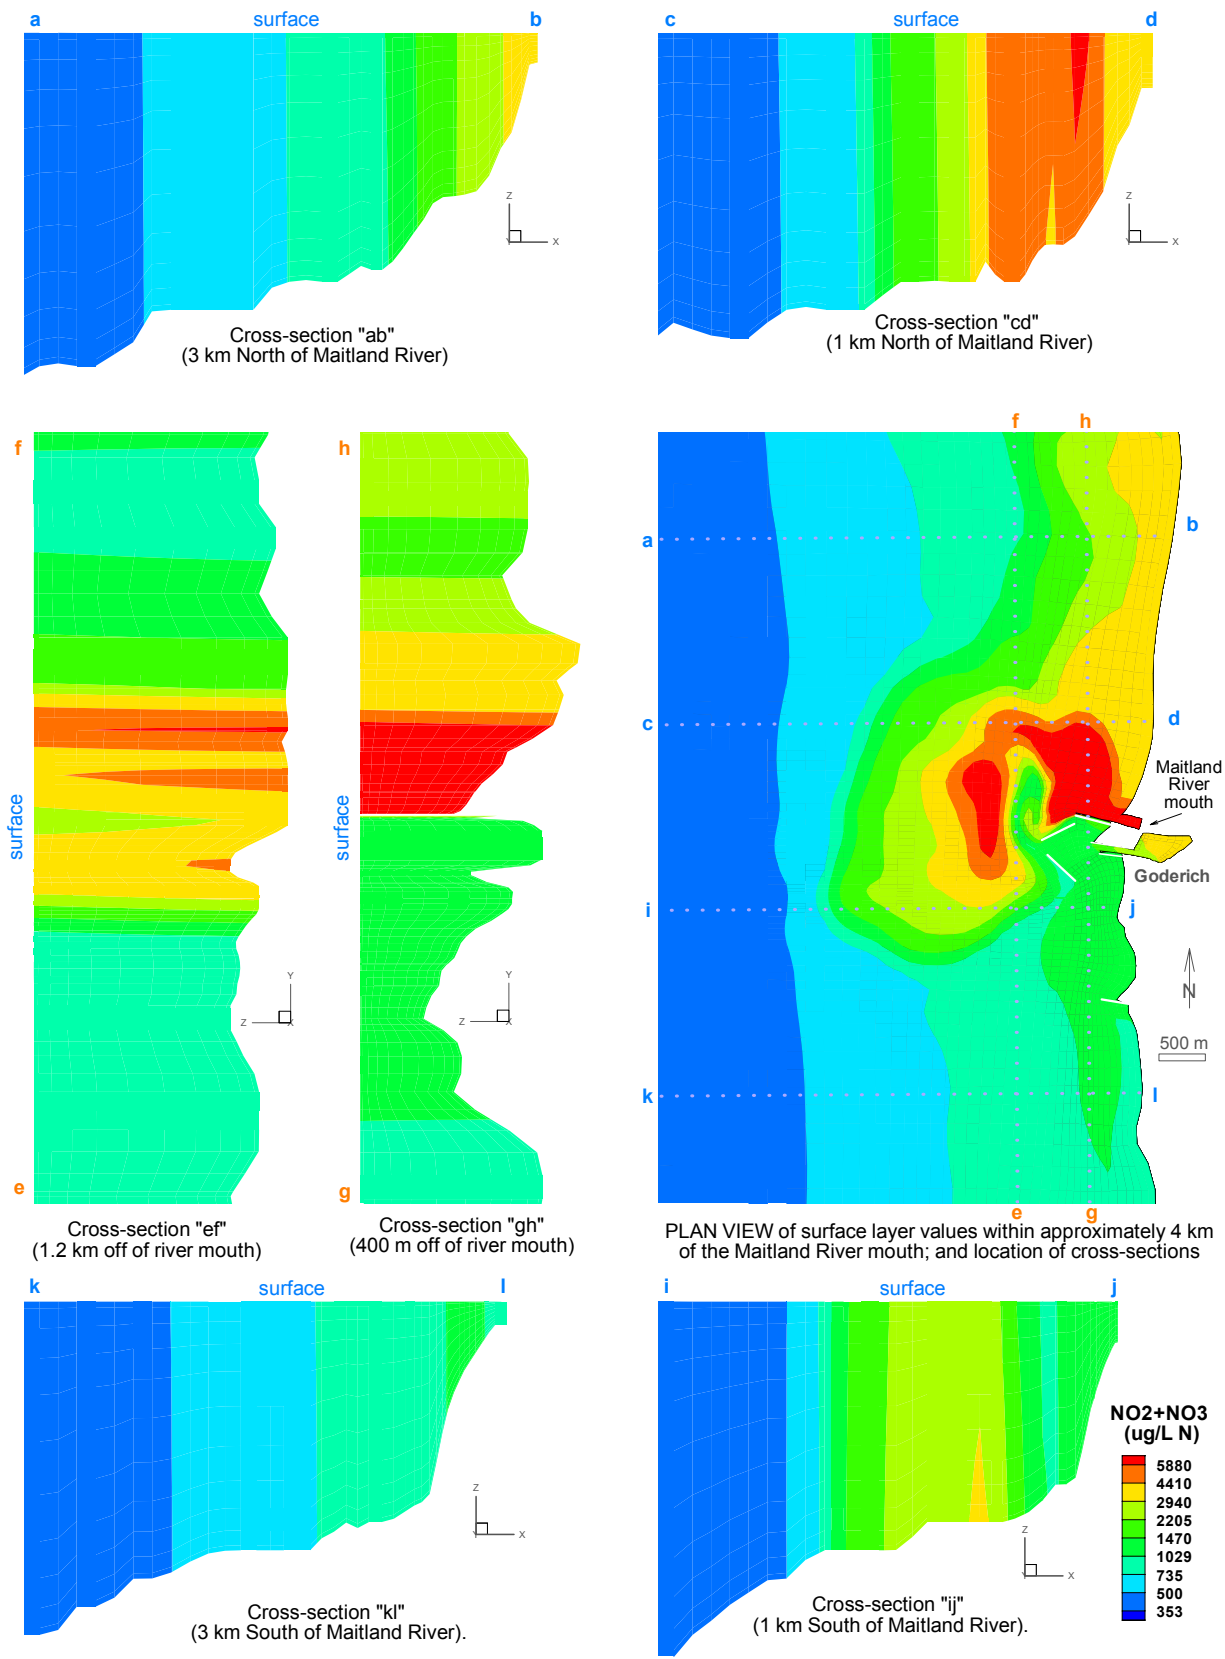 a surface b
c surface d
Z
X
Y
Z
X
Y
Cross-section "ab"
(3 km North of Maitland River)
Cross-section "cd"
(1 km North of Maitland River)
f
h
f h
a b
c d
Maitland
River
mouth
Goderich
i j
N
500 m
k l
e g
surface
surface
Y
Z
X
Y
Z
X
e
g
Cross-section "ef"
(1.2 km off of river mouth)
Cross-section "gh"
(400 m off of river mouth)
PLAN VIEW of surface layer values within approximately 4 km
of the Maitland River mouth; and location of cross-sections
k surface l
i surface j
Z
X
Y
Z
X
Y
Cross-section "kl"
(3 km South of Maitland River).
Cross-section "ij"
(1 km South of Maitland River).
NO2+NO3
(ug/L N)
5880
4410
2940
2205
1470
1029
735
500
353